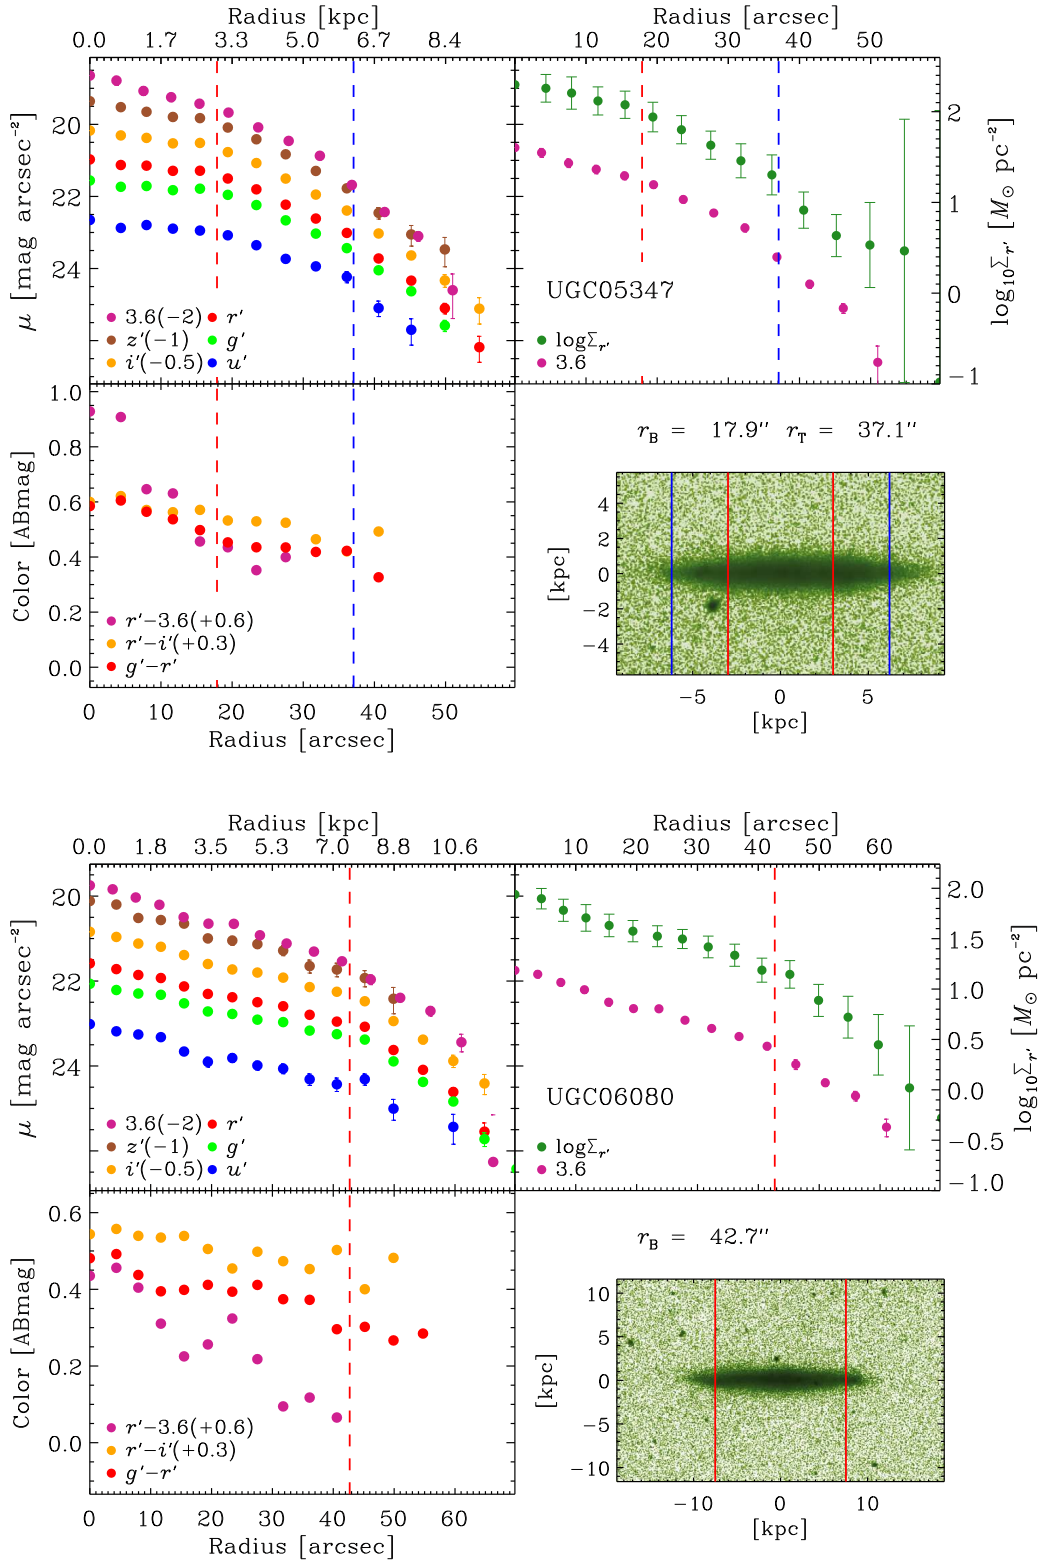 Radius [kpc]
0.0 1.7 3.3 5.0 6.7 8.4
Radius [arcsec]
10 20 30 40 50
μ [mag arcsec⁻²]
20
22
24
3.6(−2) r′
z′(−1) g′
i′(−0.5) u′
UGC05347
logΣr′
3.6
2
1
0
−1
log₁₀Σr′ [M⊙ pc⁻²]
Color [ABmag]
1.0
0.8
0.6
0.4
0.2
0.0
r′−3.6(+0.6)
r′−i′(+0.3)
g′−r′
0 10 20 30 40 50
Radius [arcsec]
rB = 17.9″ rT = 37.1″
[kpc]
4
2
0
−2
−4
−5 0 5
[kpc]
Radius [kpc]
0.0 1.8 3.5 5.3 7.0 8.8 10.6
Radius [arcsec]
10 20 30 40 50 60
μ [mag arcsec⁻²]
20
22
24
3.6(−2) r′
z′(−1) g′
i′(−0.5) u′
UGC06080
logΣr′
3.6
2.0
1.5
1.0
0.5
0.0
−0.5
−1.0
log₁₀Σr′ [M⊙ pc⁻²]
Color [ABmag]
0.6
0.4
0.2
0.0
r′−3.6(+0.6)
r′−i′(+0.3)
g′−r′
0 10 20 30 40 50 60
Radius [arcsec]
rB = 42.7″
[kpc]
10
5
0
−5
−10
−10 0 10
[kpc]